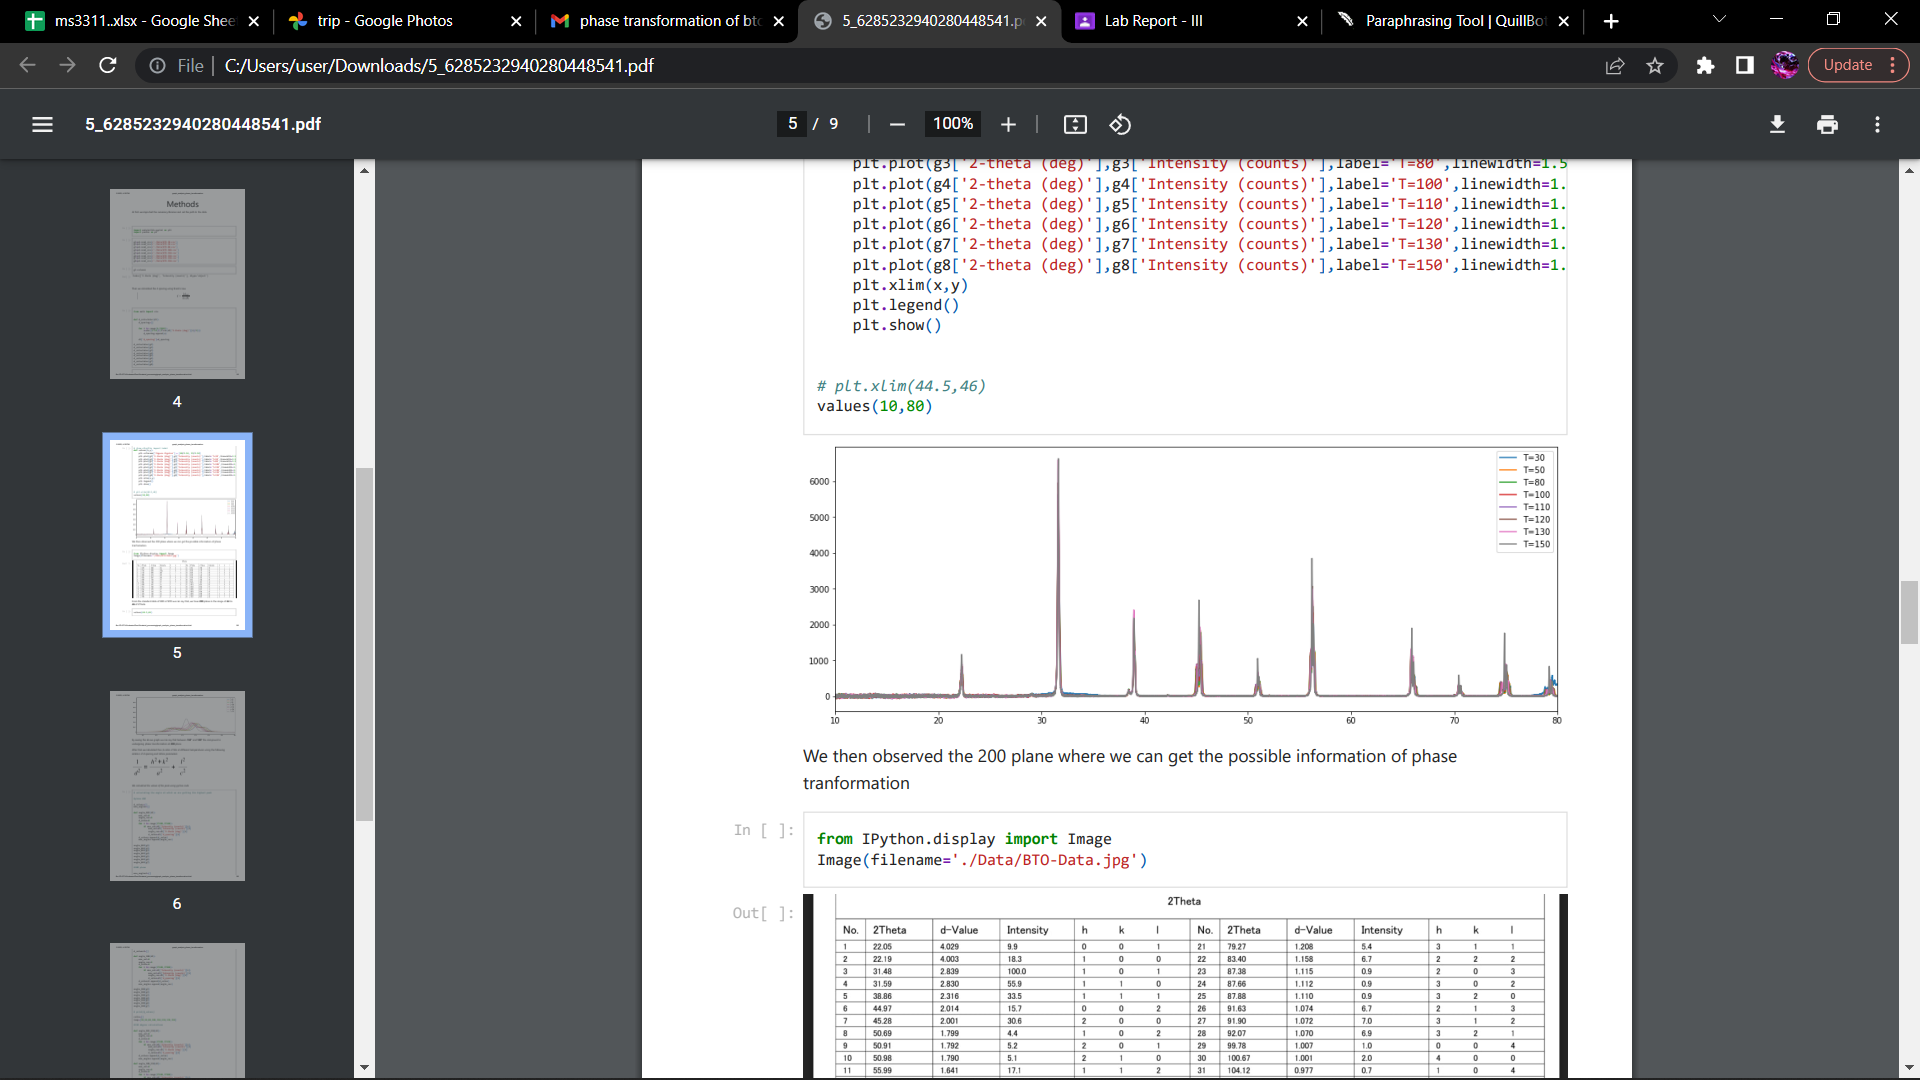 ms3311..xlsx - Google Shee
trip - Google Photos
phase transformation of bto
5_6285232940280448541.p
Lab Report - III
Paraphrasing Tool | QuillBo
File
C:/Users/user/Downloads/5_6285232940280448541.pdf
Update
5_6285232940280448541.pdf
5 / 9
100%
Methods
4
5
6
plt.plot(g3['2-theta (deg)'],g3['Intensity (counts)'],label='T=80',linewidth=1.5
plt.plot(g4['2-theta (deg)'],g4['Intensity (counts)'],label='T=100',linewidth=1.
plt.plot(g5['2-theta (deg)'],g5['Intensity (counts)'],label='T=110',linewidth=1.
plt.plot(g6['2-theta (deg)'],g6['Intensity (counts)'],label='T=120',linewidth=1.
plt.plot(g7['2-theta (deg)'],g7['Intensity (counts)'],label='T=130',linewidth=1.
plt.plot(g8['2-theta (deg)'],g8['Intensity (counts)'],label='T=150',linewidth=1.
plt.xlim(x,y)
plt.legend()
plt.show()
# plt.xlim(44.5,46)
values(10,80)
6000
5000
4000
3000
2000
1000
0
10 20 30 40 50 60 70 80
T=30
T=50
T=80
T=100
T=110
T=120
T=130
T=150
We then observed the 200 plane where we can get the possible information of phase
tranformation
In [ ]:
from IPython.display import Image
Image(filename='./Data/BTO-Data.jpg')
Out[ ]:
2Theta
No. 2Theta d-Value Intensity h k l No. 2Theta d-Value Intensity h k l
1 22.05 4.029 9.9 0 0 1 21 79.27 1.208 5.4 3 1 1
2 22.19 4.003 18.3 1 0 0 22 83.40 1.158 6.7 2 2 2
3 31.48 2.839 100.0 1 0 1 23 87.38 1.115 0.9 2 0 3
4 31.59 2.830 55.9 1 1 0 24 87.66 1.112 0.9 3 0 2
5 38.86 2.316 33.5 1 1 1 25 87.88 1.110 0.9 3 2 0
6 44.97 2.014 15.7 0 0 2 26 91.63 1.074 6.7 2 1 3
7 45.28 2.001 30.6 2 0 0 27 91.90 1.072 7.0 3 1 2
8 50.69 1.799 4.4 1 0 2 28 92.07 1.070 6.9 3 2 1
9 50.91 1.792 5.2 2 0 1 29 99.78 1.007 1.0 0 0 4
10 50.98 1.790 5.1 2 1 0 30 100.67 1.001 2.0 4 0 0
11 55.99 1.641 17.1 1 1 2 31 104.12 0.977 0.7 1 0 4